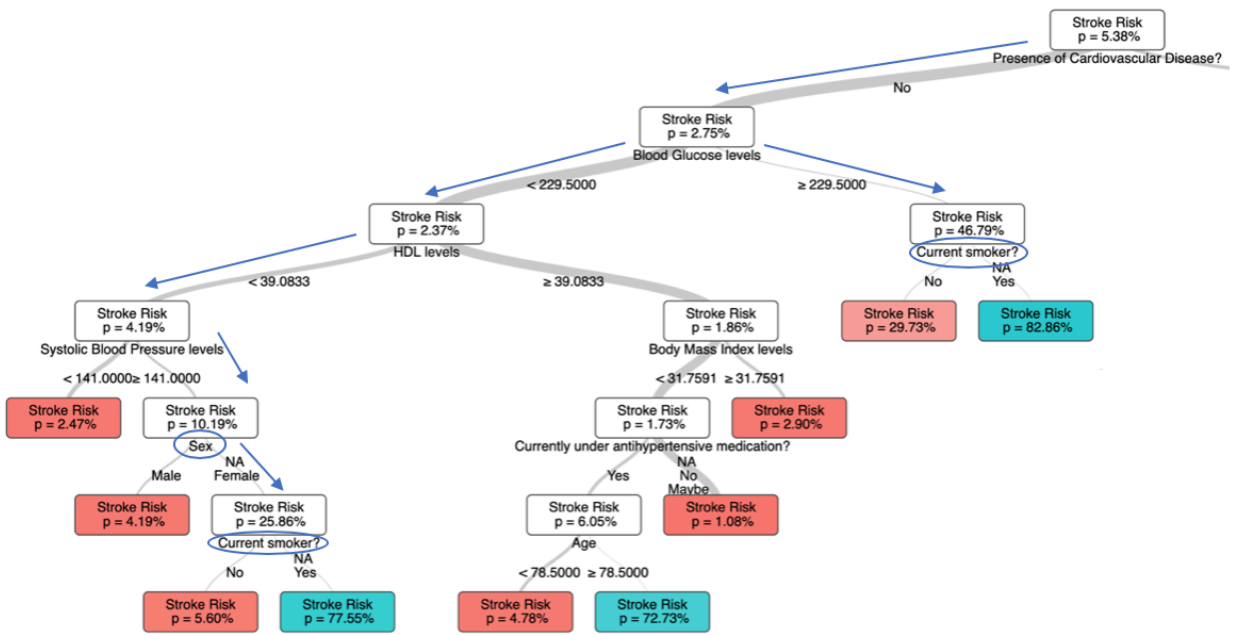 Stroke Risk
p = 5.38%
Presence of Cardiovascular Disease?
No
Stroke Risk
p = 2.75%
Blood Glucose levels
< 229.5000
≥ 229.5000
Stroke Risk
p = 2.37%
HDL levels
Stroke Risk
p = 46.79%
Current smoker?
NA
No
Yes
< 39.0833
≥ 39.0833
Stroke Risk
p = 4.19%
Systolic Blood Pressure levels
Stroke Risk
p = 1.86%
Body Mass Index levels
Stroke Risk
p = 29.73%
Stroke Risk
p = 82.86%
< 141.0000
≥ 141.0000
< 31.7591
≥ 31.7591
Stroke Risk
p = 2.47%
Stroke Risk
p = 10.19%
Sex
Stroke Risk
p = 1.73%
Currently under antihypertensive medication?
Stroke Risk
p = 2.90%
Male
NA
Female
Yes
NA
No
Maybe
Stroke Risk
p = 4.19%
Stroke Risk
p = 25.86%
Current smoker?
Stroke Risk
p = 6.05%
Age
Stroke Risk
p = 1.08%
No
NA
Yes
< 78.5000
≥ 78.5000
Stroke Risk
p = 5.60%
Stroke Risk
p = 77.55%
Stroke Risk
p = 4.78%
Stroke Risk
p = 72.73%